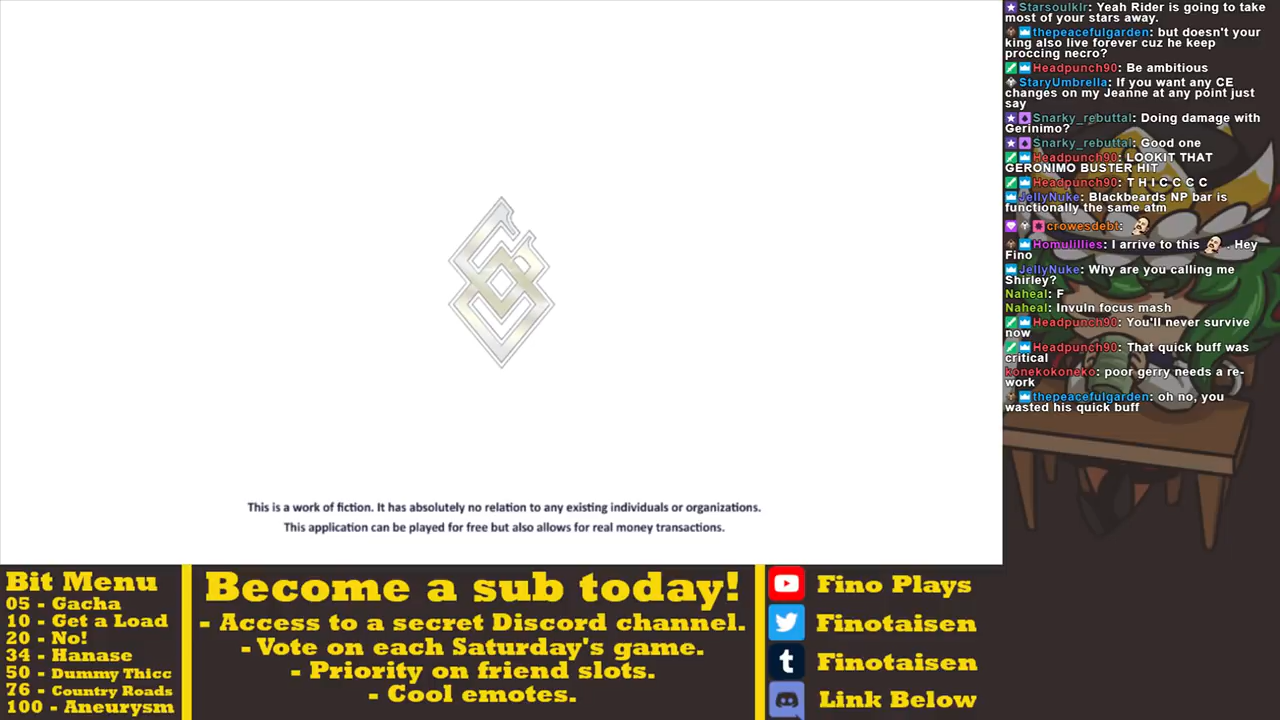 This is a work of fiction. It has absolutely no relation to any existing individuals or organizations.
This application can be played for free but also allows for real money transactions.
Starsoulklr: Yeah Rider is going to take
most of your stars away.
thepeacefulgarden: but doesn't your
king also live forever cuz he keep
proccing necro?
Headpunch90: Be ambitious
StaryUmbrella: If you want any CE
changes on my Jeanne at any point just
say
Snarky_rebuttal: Doing damage with
Gerinimo?
Snarky_rebuttal: Good one
Headpunch90: LOOKIT THAT
GERONIMO BUSTER HIT
Headpunch90: T H I C C C C
JellyNuke: Blackbeards NP bar is
functionally the same atm
crowesdebt:
Homulillies: I arrive to this . Hey
Fino
JellyNuke: Why are you calling me
Shirley?
Naheal: F
Naheal: Invuln focus mash
Headpunch90: You'll never survive
now
Headpunch90: That quick buff was
critical
konekokoneko: poor gerry needs a re-
work
thepeacefulgarden: oh no, you
wasted his quick buff
Bit Menu
05 - Gacha
10 - Get a Load
20 - No!
34 - Hanase
50 - Dummy Thicc
76 - Country Roads
100 - Aneurysm
Become a sub today!
- Access to a secret Discord channel.
- Vote on each Saturday's game.
- Priority on friend slots.
- Cool emotes.
Fino Plays
Finotaisen
Finotaisen
Link Below